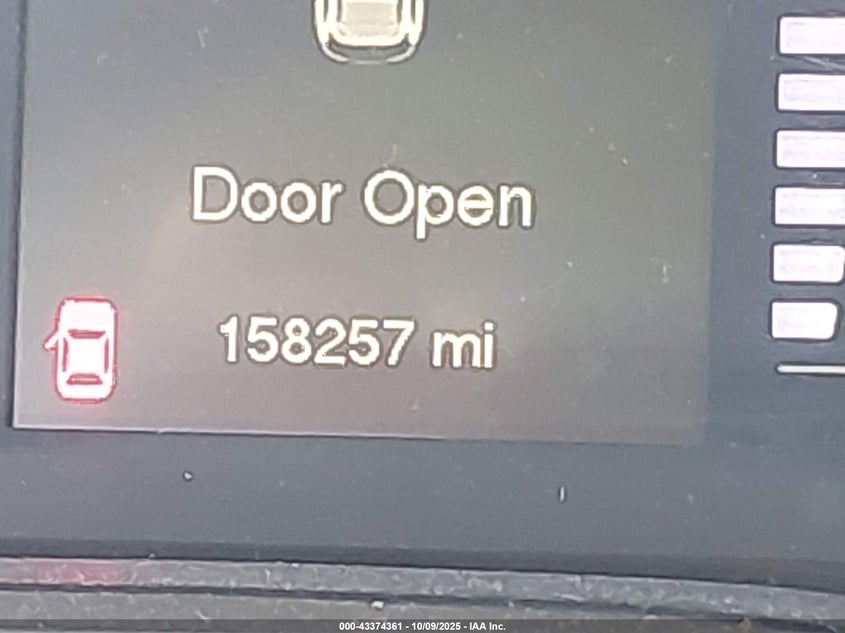 Door Open
158257 mi
000-43374361 - 10/09/2025 - IAA Inc.